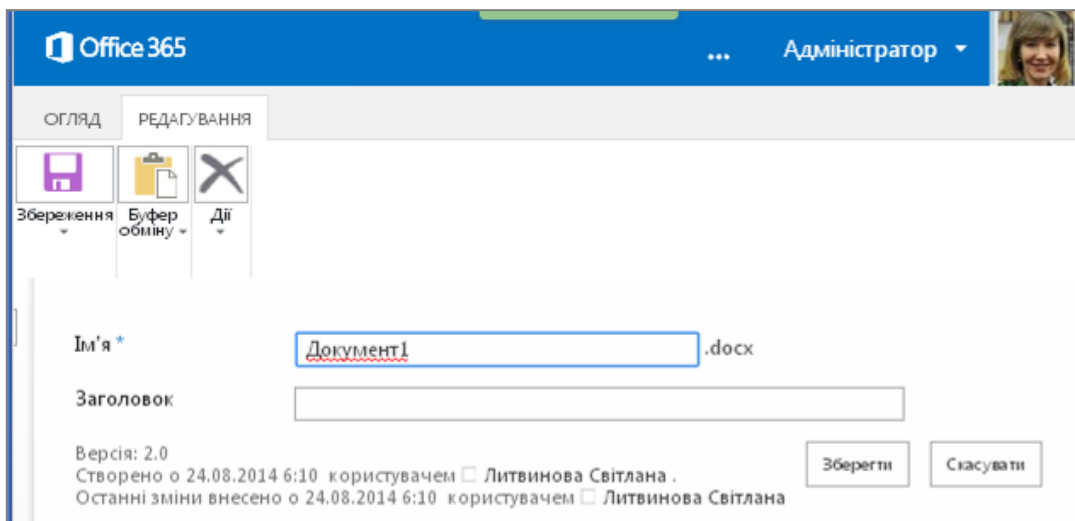 Office 365
... Адміністратор
ОГЛЯД РЕДАГУВАННЯ
Збереження Буфер обміну Дії
Ім'я * Документ1 .docx
Заголовок
Версія: 2.0
Створено о 24.08.2014 6:10 користувачем Литвинова Світлана .
Останні зміни внесено о 24.08.2014 6:10 користувачем Литвинова Світлана
Зберегти Скасувати